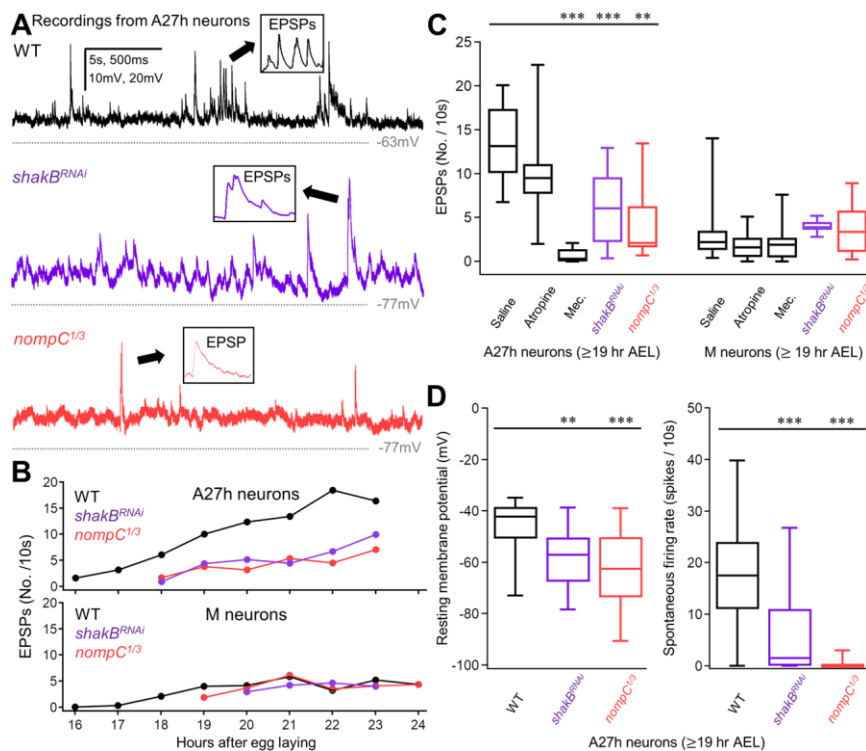 A
Recordings from A27h neurons
WT
5s, 500ms
10mv, 20mV
EPSPs
-63mV
shakB^RNAi
EPSPs
-77mV
nompC^1/3
EPSP
-77mV
B
WT
shakB^RNAi
nompC^1/3
A27h neurons
20
15
10
5
0
EPSPs (No. /10s)
WT
shakB^RNAi
nompC^1/3
M neurons
20
15
10
5
0
16 17 18 19 20 21 22 23 24
Hours after egg laying
C
*** *** **
25
20
15
10
5
0
EPSPs (No. / 10s)
Saline Atropine Mec. shakB^RNAi nompC^1/3
A27h neurons (≥19 hr AEL)
Saline Atropine Mec. shakB^RNAi nompC^1/3
M neurons (≥ 19 hr AEL)
D
** ***
0
-20
-40
-60
-80
-100
Resting membrane potential (mV)
WT shakB^RNAi nompC^1/3
*** ***
50
40
30
20
10
0
Spontaneous firing rate (spikes / 10s)
WT shakB^RNAi nompC^1/3
A27h neurons (≥19 hr AEL)